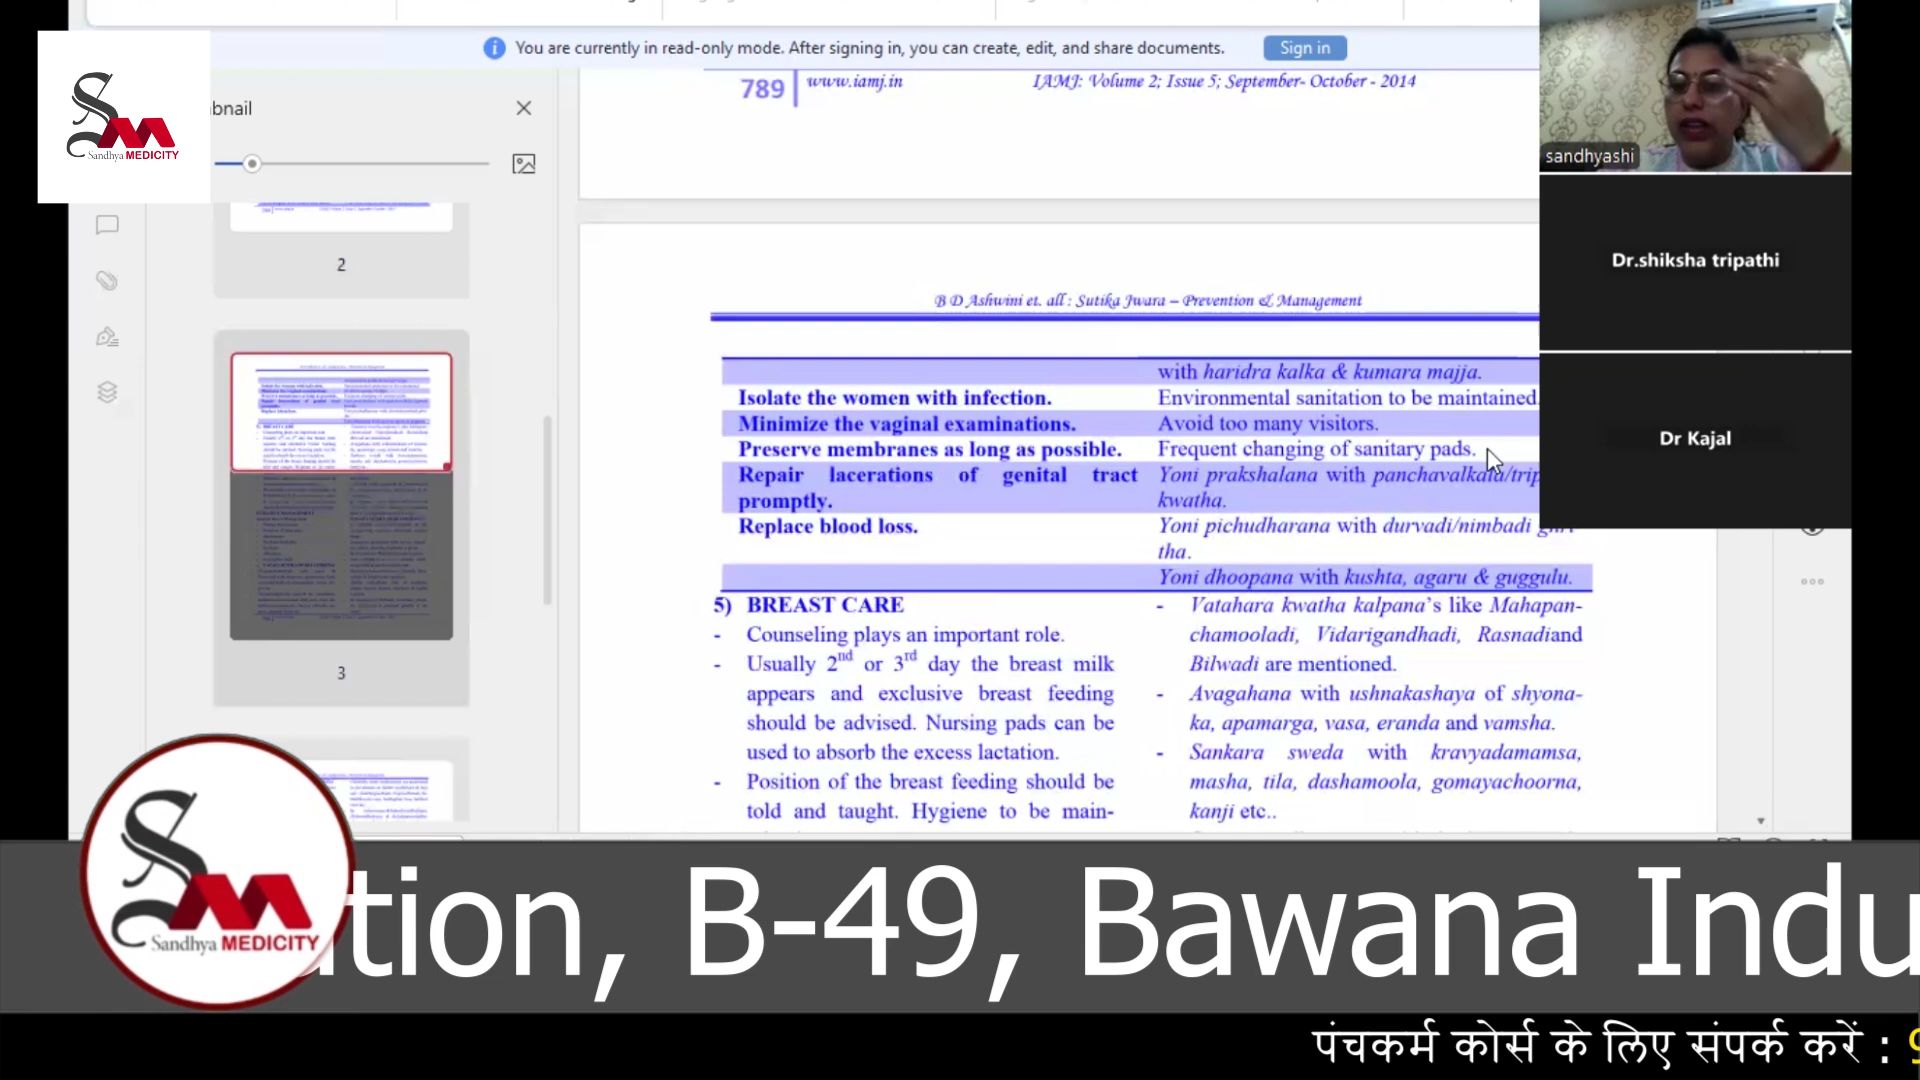 You are currently in read-only mode. After signing in, you can create, edit, and share documents.
Sign in
789
www.iamj.in
IAMJ: Volume 2; Issue 5; September- October - 2014
Sandhya MEDICITY
bnail
2
3
B D Ashwini et. all : Sutika Jwara – Prevention & Management
with haridra kalka & kumara majja.
Isolate the women with infection.
Environmental sanitation to be maintained.
Minimize the vaginal examinations.
Avoid too many visitors.
Preserve membranes as long as possible.
Frequent changing of sanitary pads.
Repair lacerations of genital tract
promptly.
Yoni prakshalana with panchavalkala/trip
kwatha.
Replace blood loss.
Yoni pichudharana with durvadi/nimbadi
tha.
Yoni dhoopana with kushta, agaru & guggulu.
5) BREAST CARE
- Counseling plays an important role.
- Usually 2nd or 3rd day the breast milk
appears and exclusive breast feeding
should be advised. Nursing pads can be
used to absorb the excess lactation.
- Position of the breast feeding should be
told and taught. Hygiene to be main-
- Vatahara kwatha kalpana's like Mahapan-
chamooladi, Vidarigandhadi, Rasnadiand
Bilwadi are mentioned.
- Avagahana with ushnakashaya of shyona-
ka, apamarga, vasa, eranda and vamsha.
- Sankara sweda with kravyadamamsa,
masha, tila, dashamoola, gomayachoorna,
kanji etc..
sandhyashi
Dr.shiksha tripathi
Dr Kajal
Sandhya MEDICITY
tion, B-49, Bawana Indu
पंचकर्म कोर्स के लिए संपर्क करें : 9